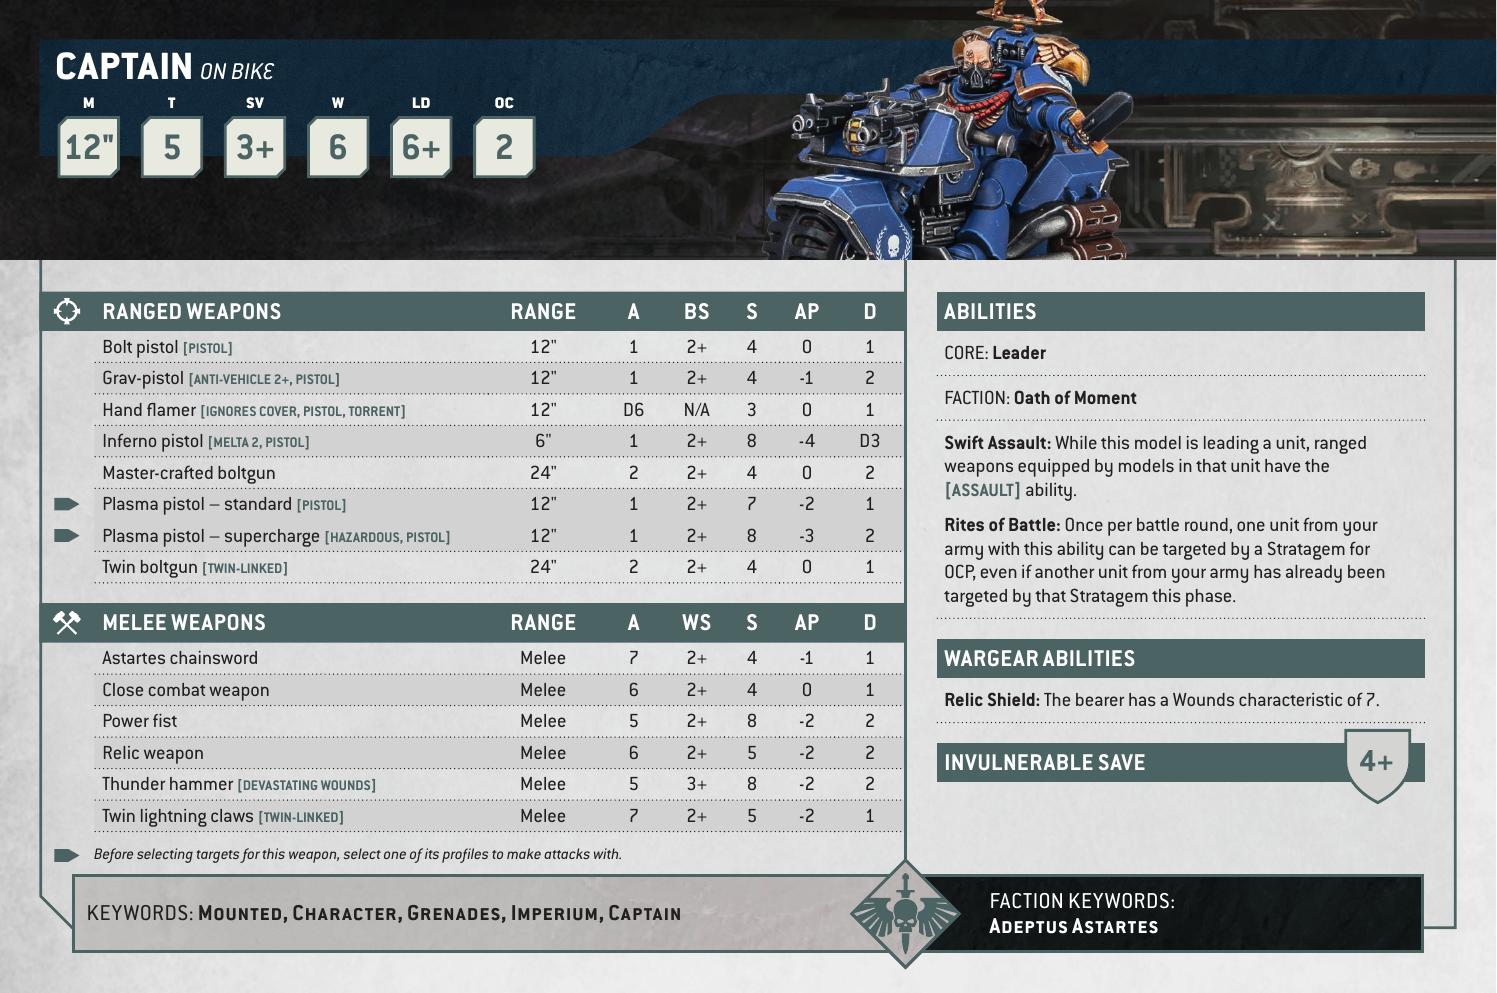 CAPTAIN ON BIKE
M T SV W LD OC
12" 5 3+ 6 6+ 2
RANGED WEAPONS RANGE A BS S AP D
Bolt pistol [PISTOL] 12" 1 2+ 4 0 1
Grav-pistol [ANTI-VEHICLE 2+, PISTOL] 12" 1 2+ 4 -1 2
Hand flamer [IGNORES COVER, PISTOL, TORRENT] 12" D6 N/A 3 0 1
Inferno pistol [MELTA 2, PISTOL] 6" 1 2+ 8 -4 D3
Master-crafted boltgun 24" 2 2+ 4 0 2
Plasma pistol – standard [PISTOL] 12" 1 2+ 7 -2 1
Plasma pistol – supercharge [HAZARDOUS, PISTOL] 12" 1 2+ 8 -3 2
Twin boltgun [TWIN-LINKED] 24" 2 2+ 4 0 1
MELEE WEAPONS RANGE A WS S AP D
Astartes chainsword Melee 7 2+ 4 -1 1
Close combat weapon Melee 6 2+ 4 0 1
Power fist Melee 5 2+ 8 -2 2
Relic weapon Melee 6 2+ 5 -2 2
Thunder hammer [DEVASTATING WOUNDS] Melee 5 3+ 8 -2 2
Twin lightning claws [TWIN-LINKED] Melee 7 2+ 5 -2 1
Before selecting targets for this weapon, select one of its profiles to make attacks with.
ABILITIES
CORE: Leader
FACTION: Oath of Moment
Swift Assault: While this model is leading a unit, ranged
weapons equipped by models in that unit have the
[ASSAULT] ability.
Rites of Battle: Once per battle round, one unit from your
army with this ability can be targeted by a Stratagem for
0CP, even if another unit from your army has already been
targeted by that Stratagem this phase.
WARGEAR ABILITIES
Relic Shield: The bearer has a Wounds characteristic of 7.
INVULNERABLE SAVE 4+
KEYWORDS: MOUNTED, CHARACTER, GRENADES, IMPERIUM, CAPTAIN
FACTION KEYWORDS:
ADEPTUS ASTARTES